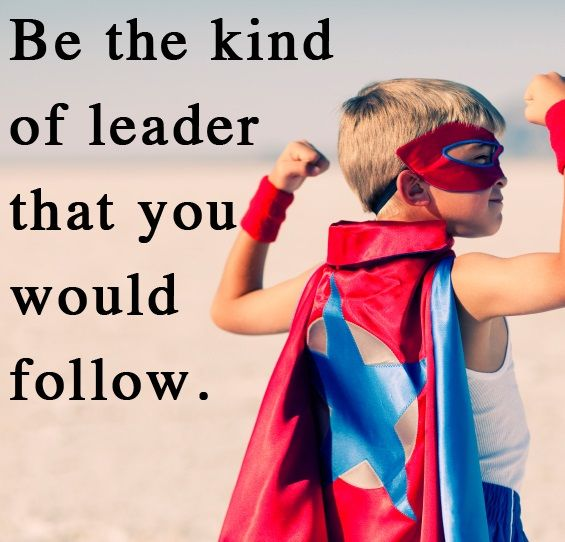 Be the kind
of leader
that you
would
follow.